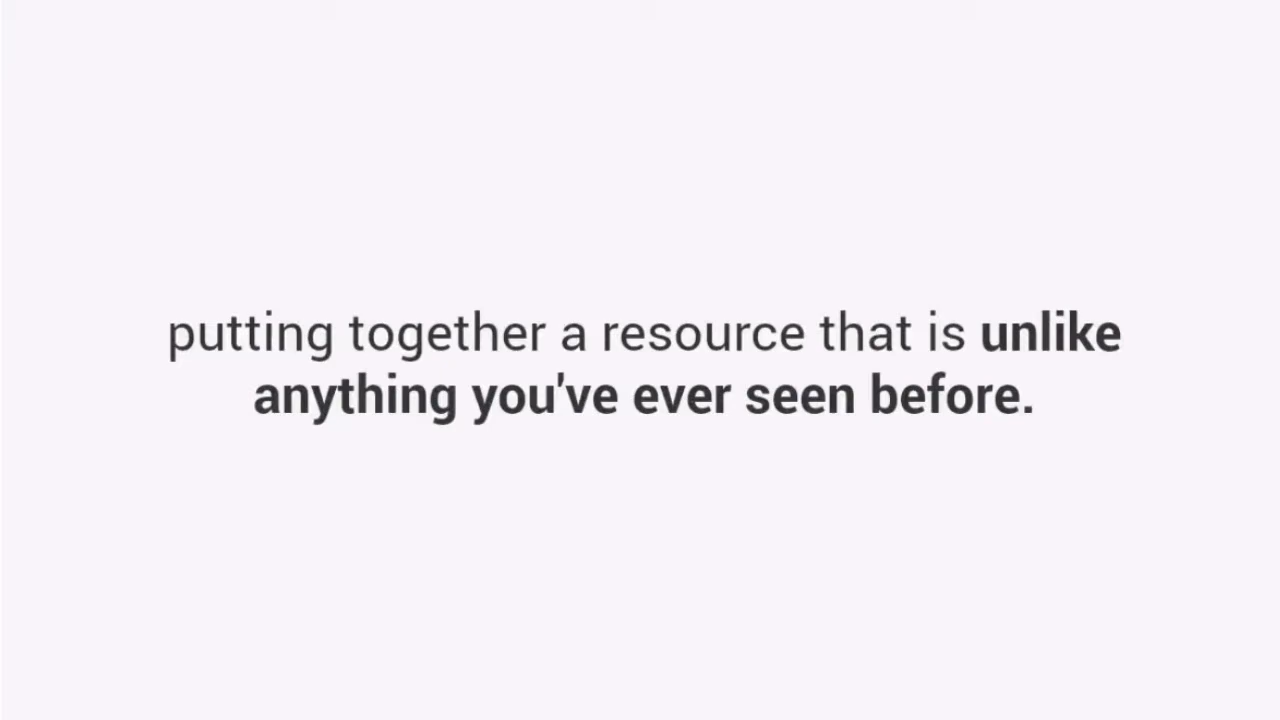 putting together a resource that is unlike
anything you've ever seen before.